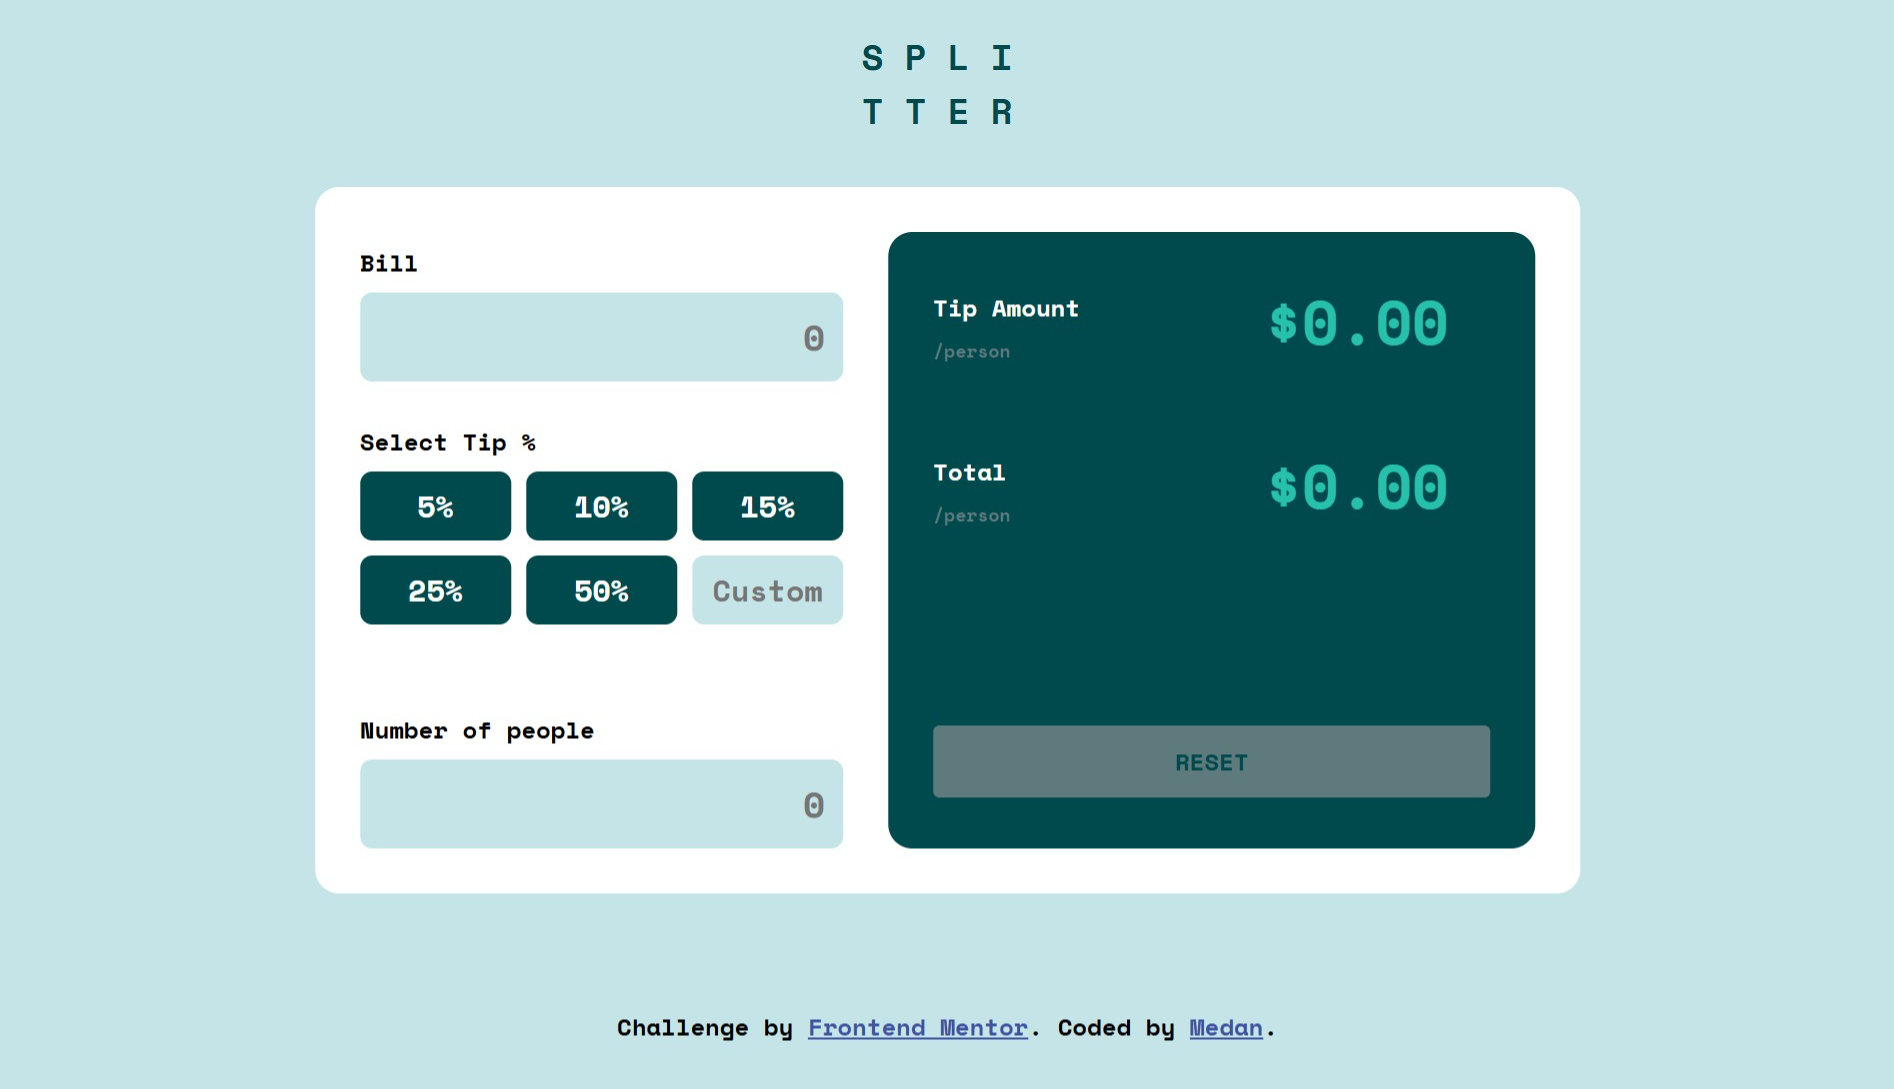 S P L I
T T E R
Bill
0
Select Tip %
5% 10% 15%
25% 50% Custom
Number of people
0
Tip Amount $0.00
/person
Total $0.00
/person
RESET
Challenge by Frontend Mentor. Coded by Medan.